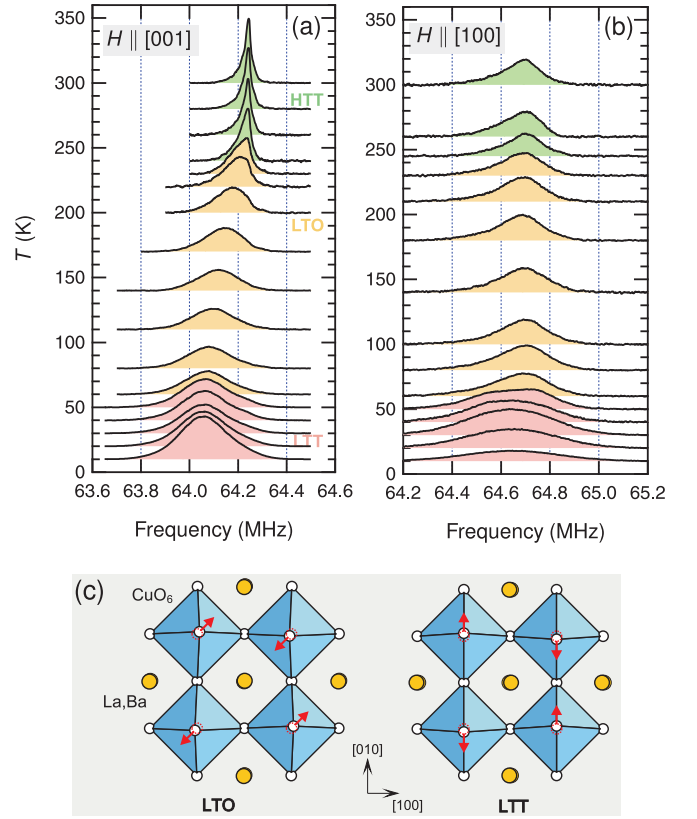 (a)
H || [001]
350
300
250
200
150
100
50
0
T (K)
HTT
LTO
LTT
63.6 63.8 64.0 64.2 64.4 64.6
Frequency (MHz)
(b)
H || [100]
300
250
200
150
100
50
0
64.2 64.4 64.6 64.8 65.0 65.2
Frequency (MHz)
(c)
CuO6
La,Ba
[010]
[100]
LTO
LTT